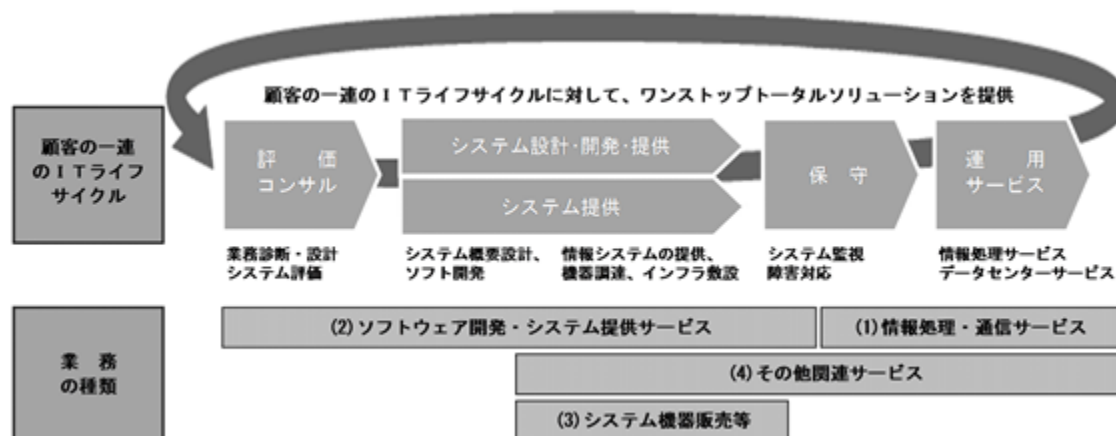 顧客の一連のITライフサイクルに対して、ワンストップトータルソリューションを提供
顧客の一連
のITライフ
サイクル
評　価
コンサル
システム設計・開発・提供
システム提供
保　守
運　用
サービス
業務診断・設計
システム評価
システム概要設計、
ソフト開発
情報システムの提供、
機器調達、インフラ敷設
システム監視
障害対応
情報処理サービス
データセンターサービス
業　務
の種類
(2)ソフトウェア開発・システム提供サービス
(1)情報処理・通信サービス
(4)その他関連サービス
(3)システム機器販売等